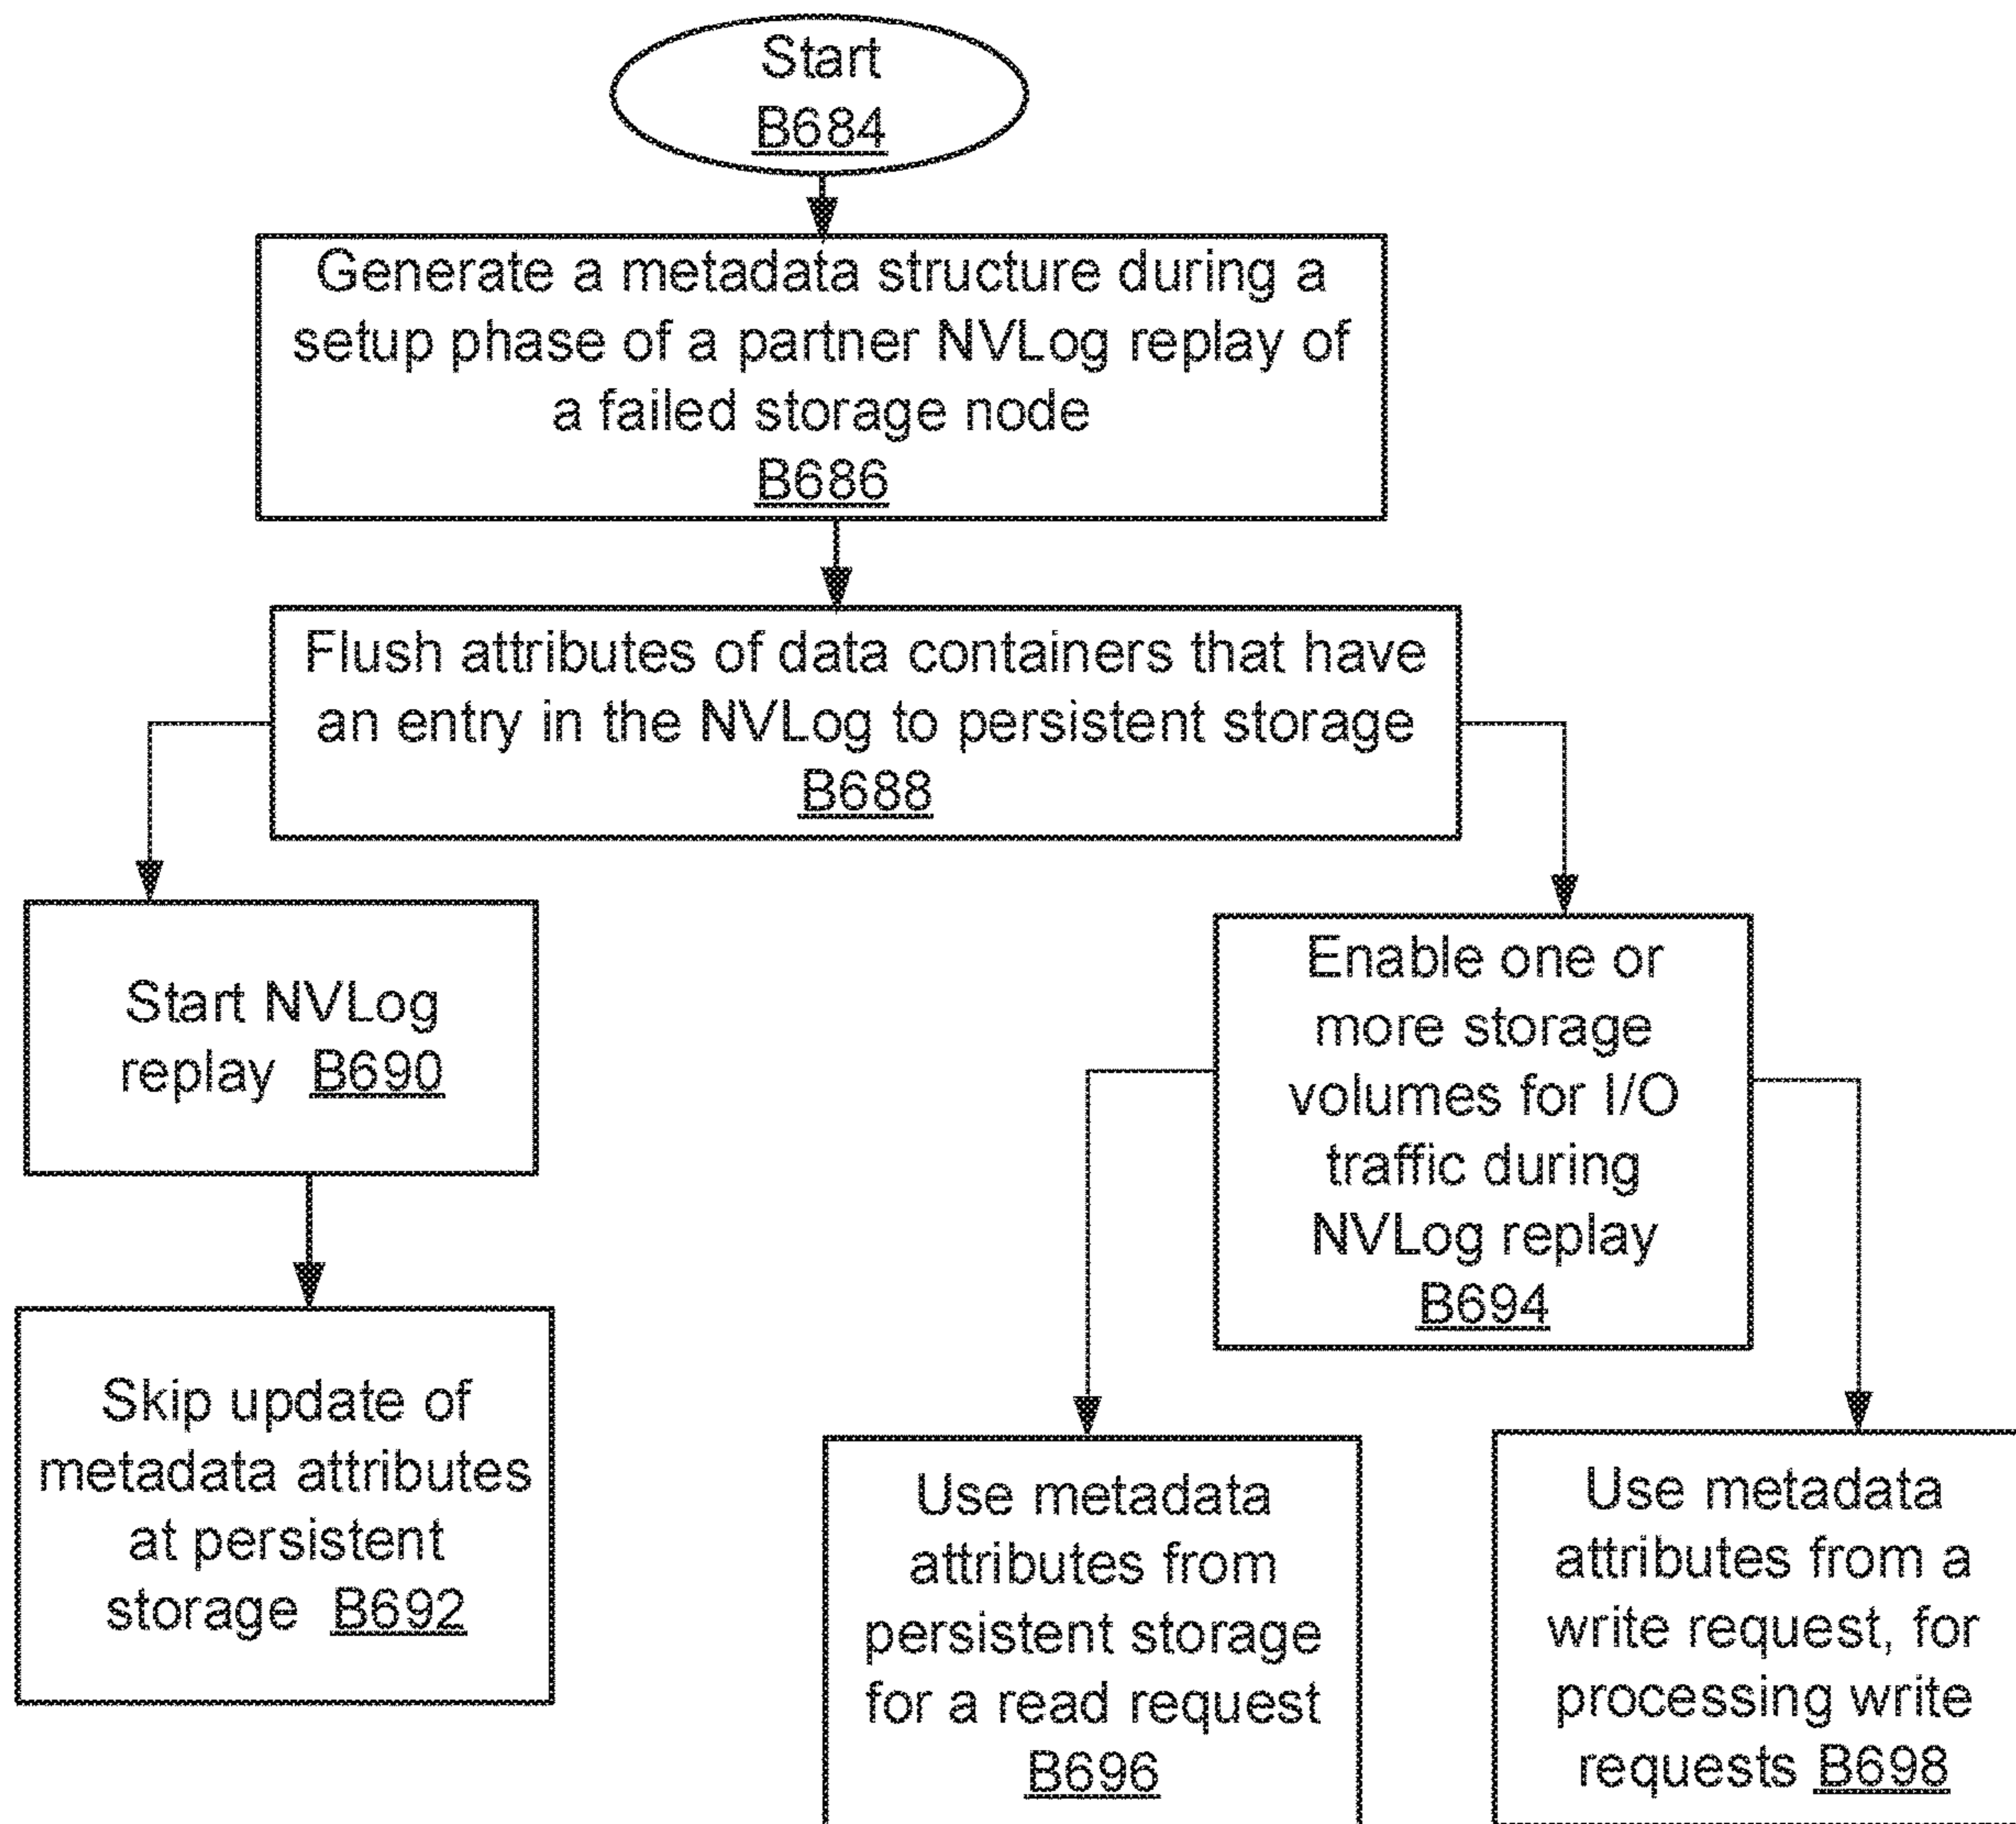 Start
B684
Generate a metadata structure during a
setup phase of a partner NVLog replay of
a failed storage node
B686
Flush attributes of data containers that have
an entry in the NVLog to persistent storage
B688
Start NVLog
replay B690
Skip update of
metadata attributes
at persistent
storage B692
Enable one or
more storage
volumes for I/O
traffic during
NVLog replay
B694
Use metadata
attributes from
persistent storage
for a read request
B696
Use metadata
attributes from a
write request, for
processing write
requests B698